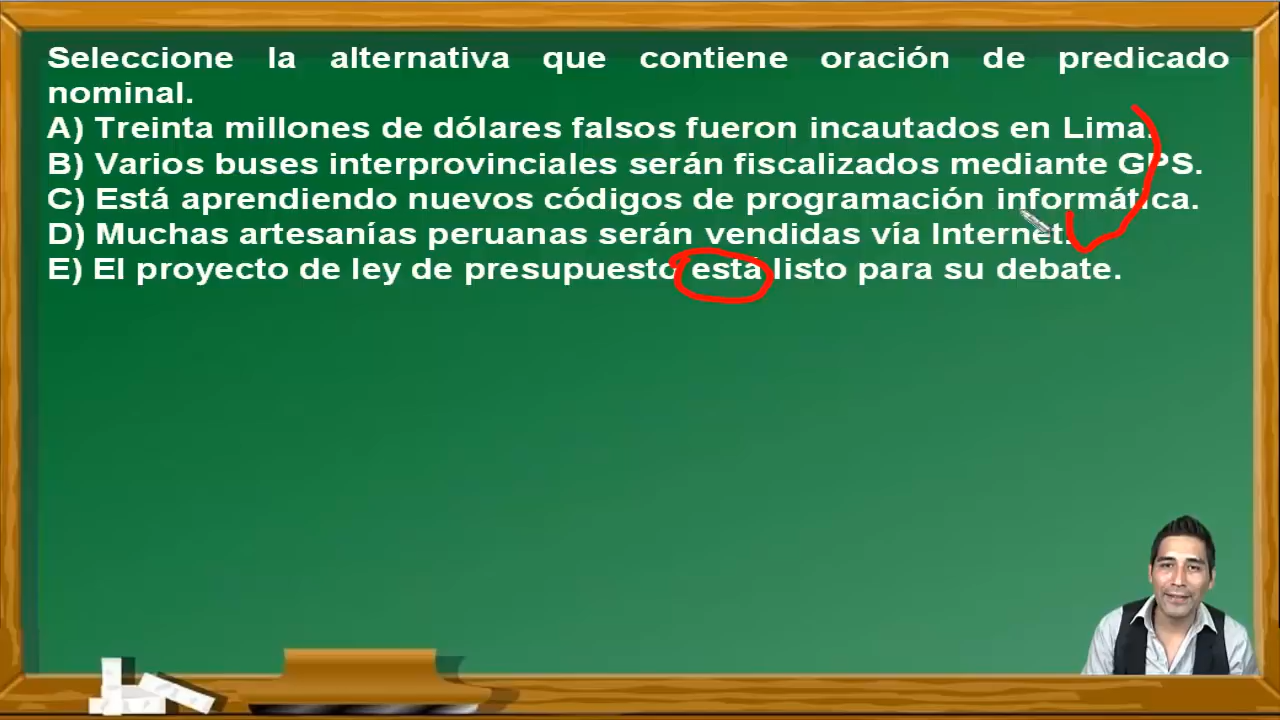 Seleccione la alternativa que contiene oración de predicado
nominal.
A) Treinta millones de dólares falsos fueron incautados en Lima.
B) Varios buses interprovinciales serán fiscalizados mediante GPS.
C) Está aprendiendo nuevos códigos de programación informática.
D) Muchas artesanías peruanas serán vendidas vía Internet.
E) El proyecto de ley de presupuesto está listo para su debate.